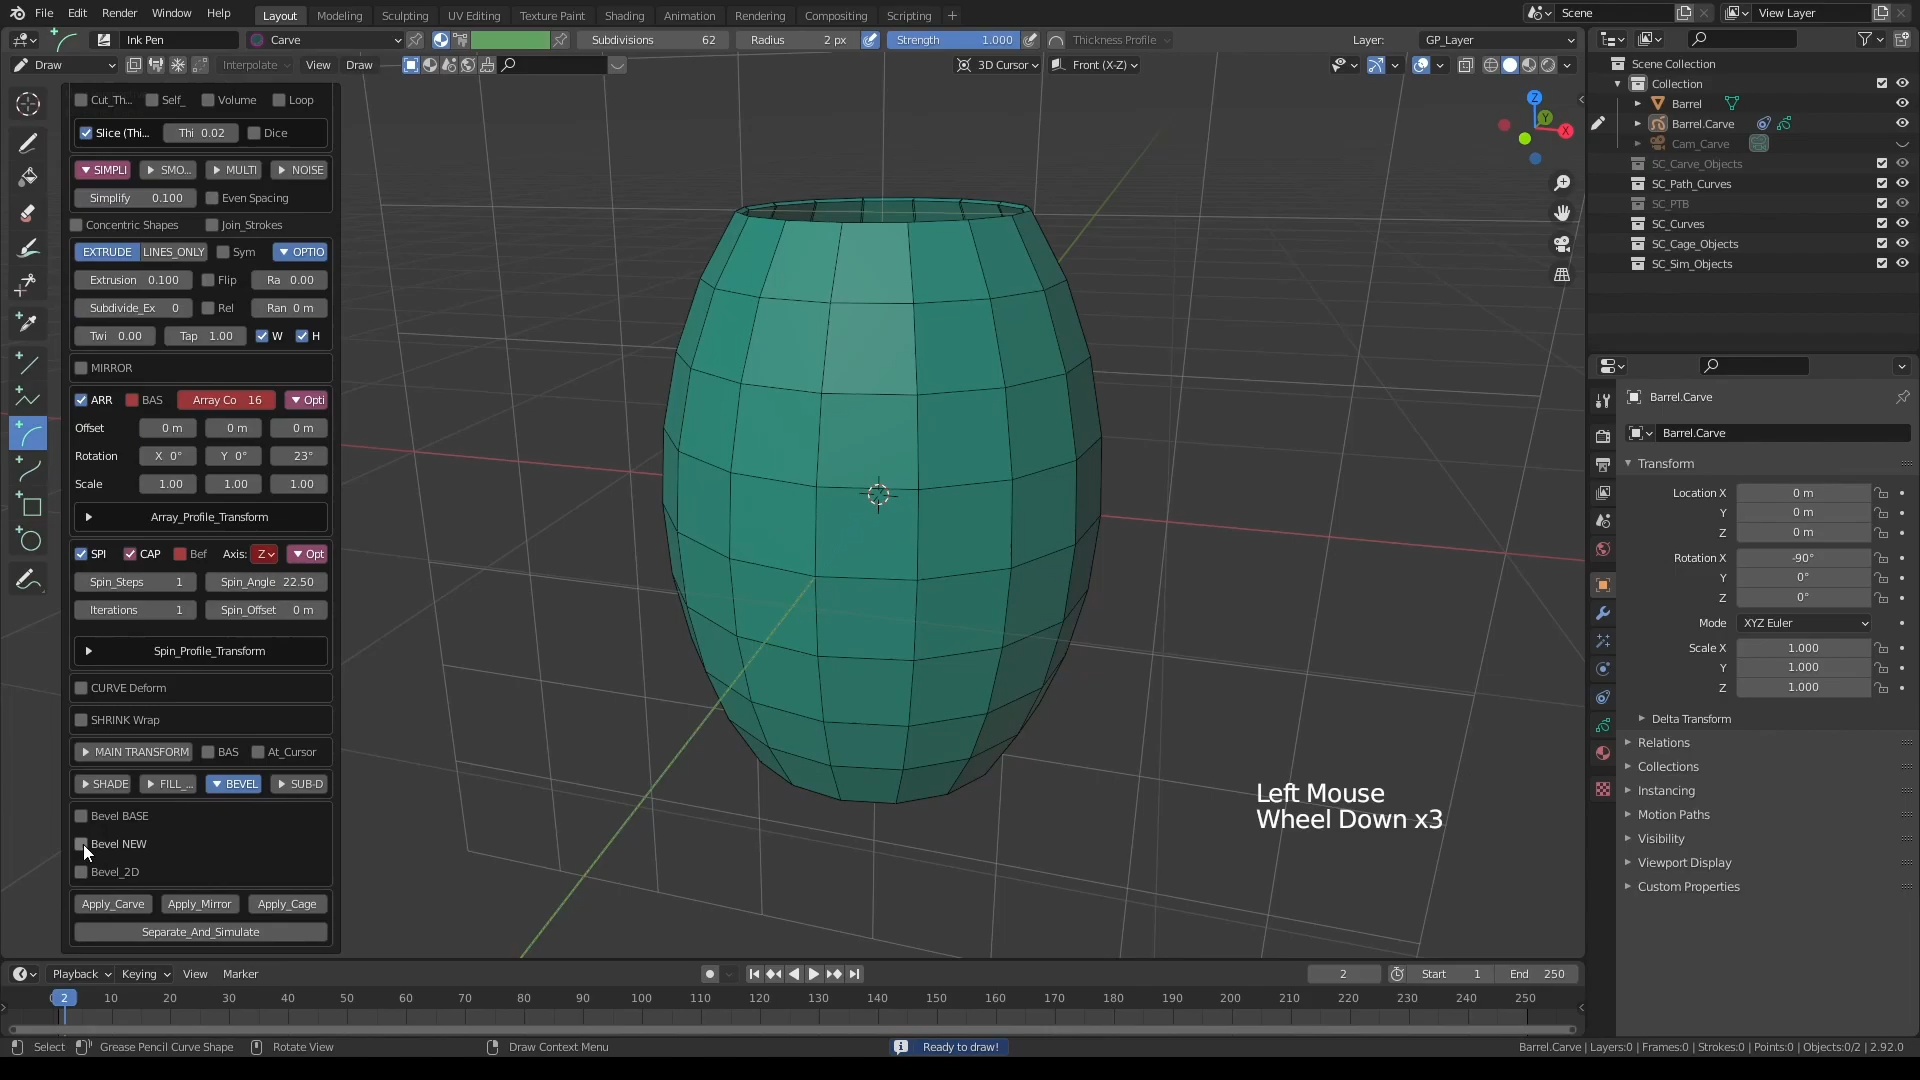 File Edit Render Window Help Layout Modeling Sculpting UV Editing Texture Paint Shading Animation Rendering Compositing Scripting + Scene View Layer
Ink Pen Carve Subdivisions 62 Radius 2 px Strength 1.000 Thickness Profile Layer: GP_Layer
Draw Interpolate View Draw 3D Cursor Front (X-Z)
Cut_Th... Self_ Volume Loop
Slice (Thi... Thi 0.02 Dice
SIMPLI SMO... MULTI NOISE
Simplify 0.100 Even Spacing
Concentric Shapes Join_Strokes
EXTRUDE LINES_ONLY Sym OPTIO
Extrusion 0.100 Flip Ra 0.00
Subdivide_Ex 0 Rel Ran 0 m
Twi 0.00 Tap 1.00 W H
MIRROR
ARR BAS Array Co 16 Opti
Offset 0 m 0 m 0 m
Rotation X 0° Y 0° 23°
Scale 1.00 1.00 1.00
Array_Profile_Transform
SPI CAP Bef Axis: Z Opt
Spin_Steps 1 Spin_Angle 22.50
Iterations 1 Spin_Offset 0 m
Spin_Profile_Transform
CURVE Deform
SHRINK Wrap
MAIN TRANSFORM BAS At_Cursor
SHADE FILL_... BEVEL SUB-D
Bevel BASE
Bevel NEW
Bevel_2D
Apply_Carve Apply_Mirror Apply_Cage
Separate_And_Simulate
Z
Y
X
Left Mouse
Wheel Down x3
Scene Collection
Collection
Barrel
Barrel.Carve
Cam_Carve
SC_Carve_Objects
SC_Path_Curves
SC_PTB
SC_Curves
SC_Cage_Objects
SC_Sim_Objects
Barrel.Carve
Barrel.Carve
Transform
Location X 0 m
Y 0 m
Z 0 m
Rotation X -90°
Y 0°
Z 0°
Mode XYZ Euler
Scale X 1.000
Y 1.000
Z 1.000
Delta Transform
Relations
Collections
Instancing
Motion Paths
Visibility
Viewport Display
Custom Properties
Playback Keying View Marker 2 Start 1 End 250
2 10 20 30 40 50 60 70 80 90 100 110 120 130 140 150 160 170 180 190 200 210 220 230 240 250
Select Grease Pencil Curve Shape Rotate View Draw Context Menu Ready to draw! Barrel.Carve | Layers:0 | Frames:0 | Strokes:0 | Points:0 | Objects:0/2 | 2.92.0